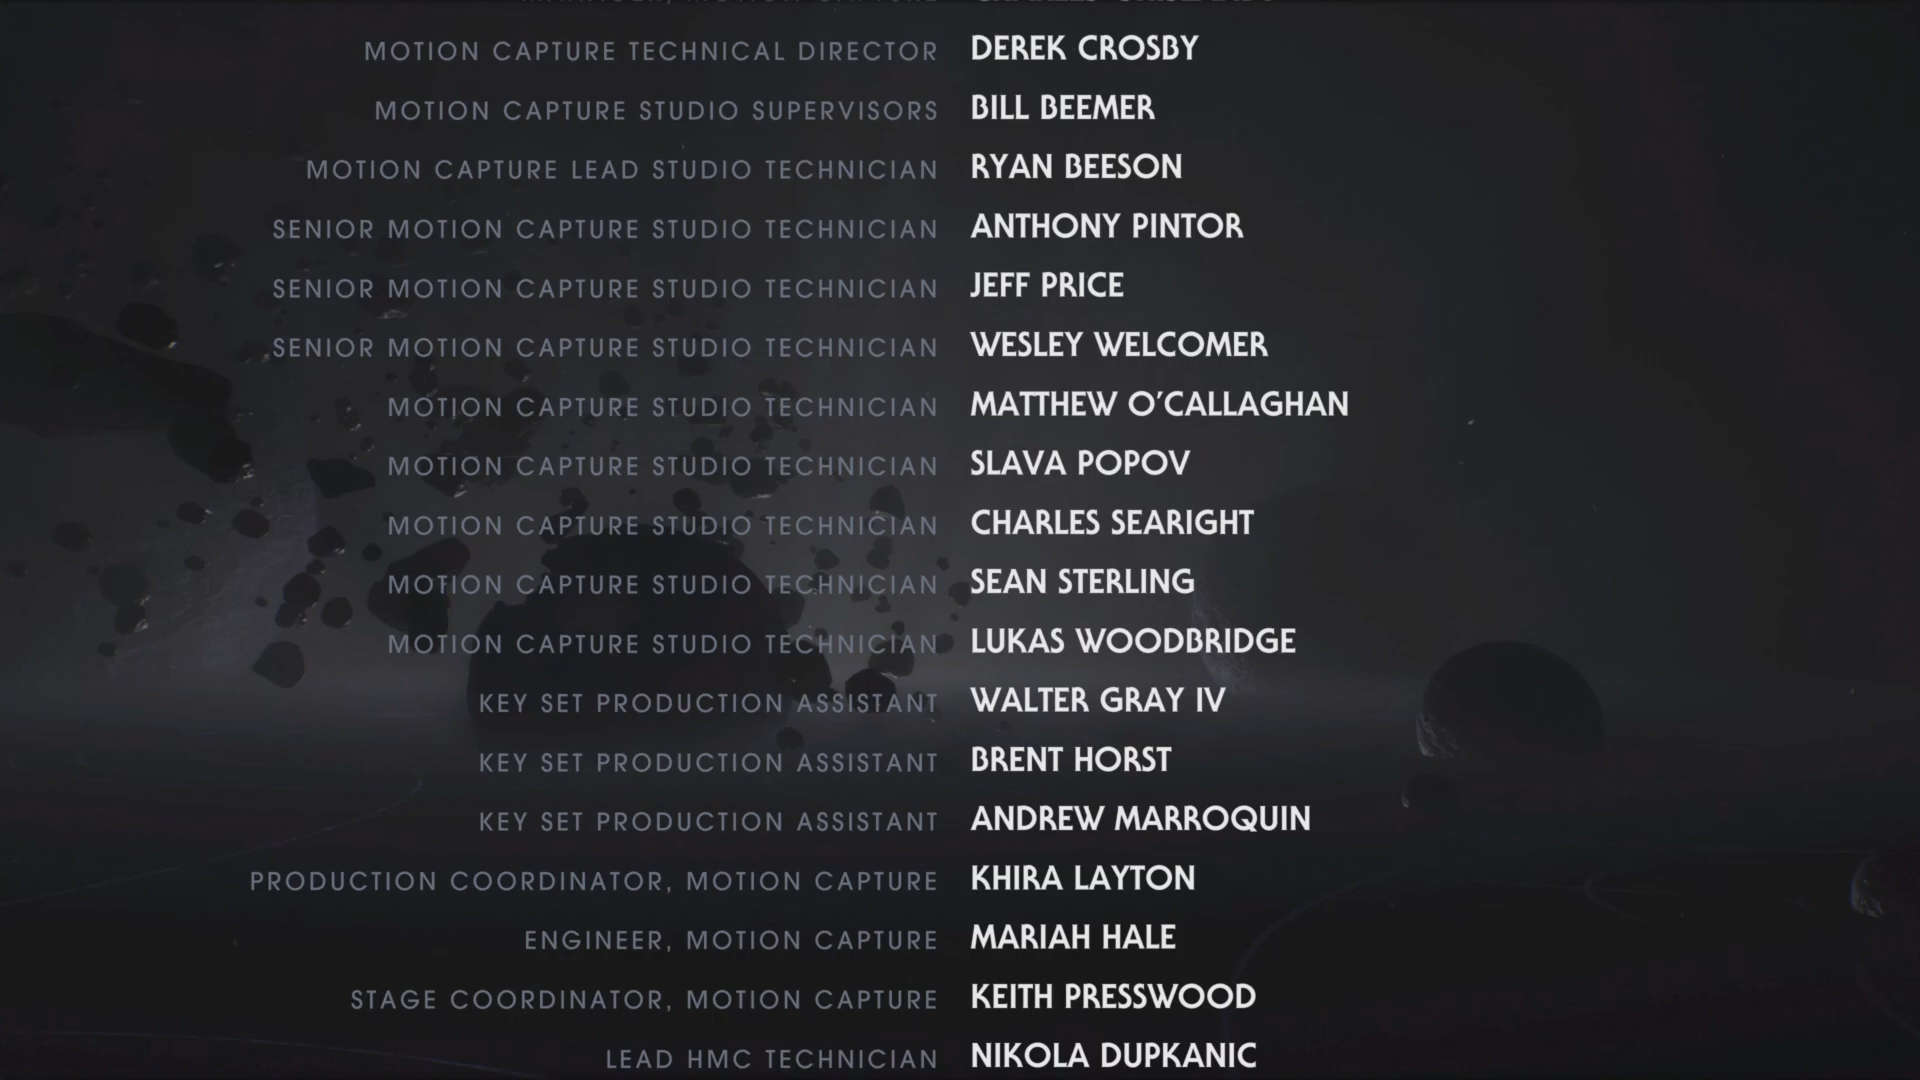 MOTION CAPTURE TECHNICAL DIRECTOR DEREK CROSBY
MOTION CAPTURE STUDIO SUPERVISORS BILL BEEMER
MOTION CAPTURE LEAD STUDIO TECHNICIAN RYAN BEESON
SENIOR MOTION CAPTURE STUDIO TECHNICIAN ANTHONY PINTOR
SENIOR MOTION CAPTURE STUDIO TECHNICIAN JEFF PRICE
SENIOR MOTION CAPTURE STUDIO TECHNICIAN WESLEY WELCOMER
MOTION CAPTURE STUDIO TECHNICIAN MATTHEW O'CALLAGHAN
MOTION CAPTURE STUDIO TECHNICIAN SLAVA POPOV
MOTION CAPTURE STUDIO TECHNICIAN CHARLES SEARIGHT
MOTION CAPTURE STUDIO TECHNICIAN SEAN STERLING
MOTION CAPTURE STUDIO TECHNICIAN LUKAS WOODBRIDGE
KEY SET PRODUCTION ASSISTANT WALTER GRAY IV
KEY SET PRODUCTION ASSISTANT BRENT HORST
KEY SET PRODUCTION ASSISTANT ANDREW MARROQUIN
PRODUCTION COORDINATOR, MOTION CAPTURE KHIRA LAYTON
ENGINEER, MOTION CAPTURE MARIAH HALE
STAGE COORDINATOR, MOTION CAPTURE KEITH PRESSWOOD
LEAD HMC TECHNICIAN NIKOLA DUPKANIC